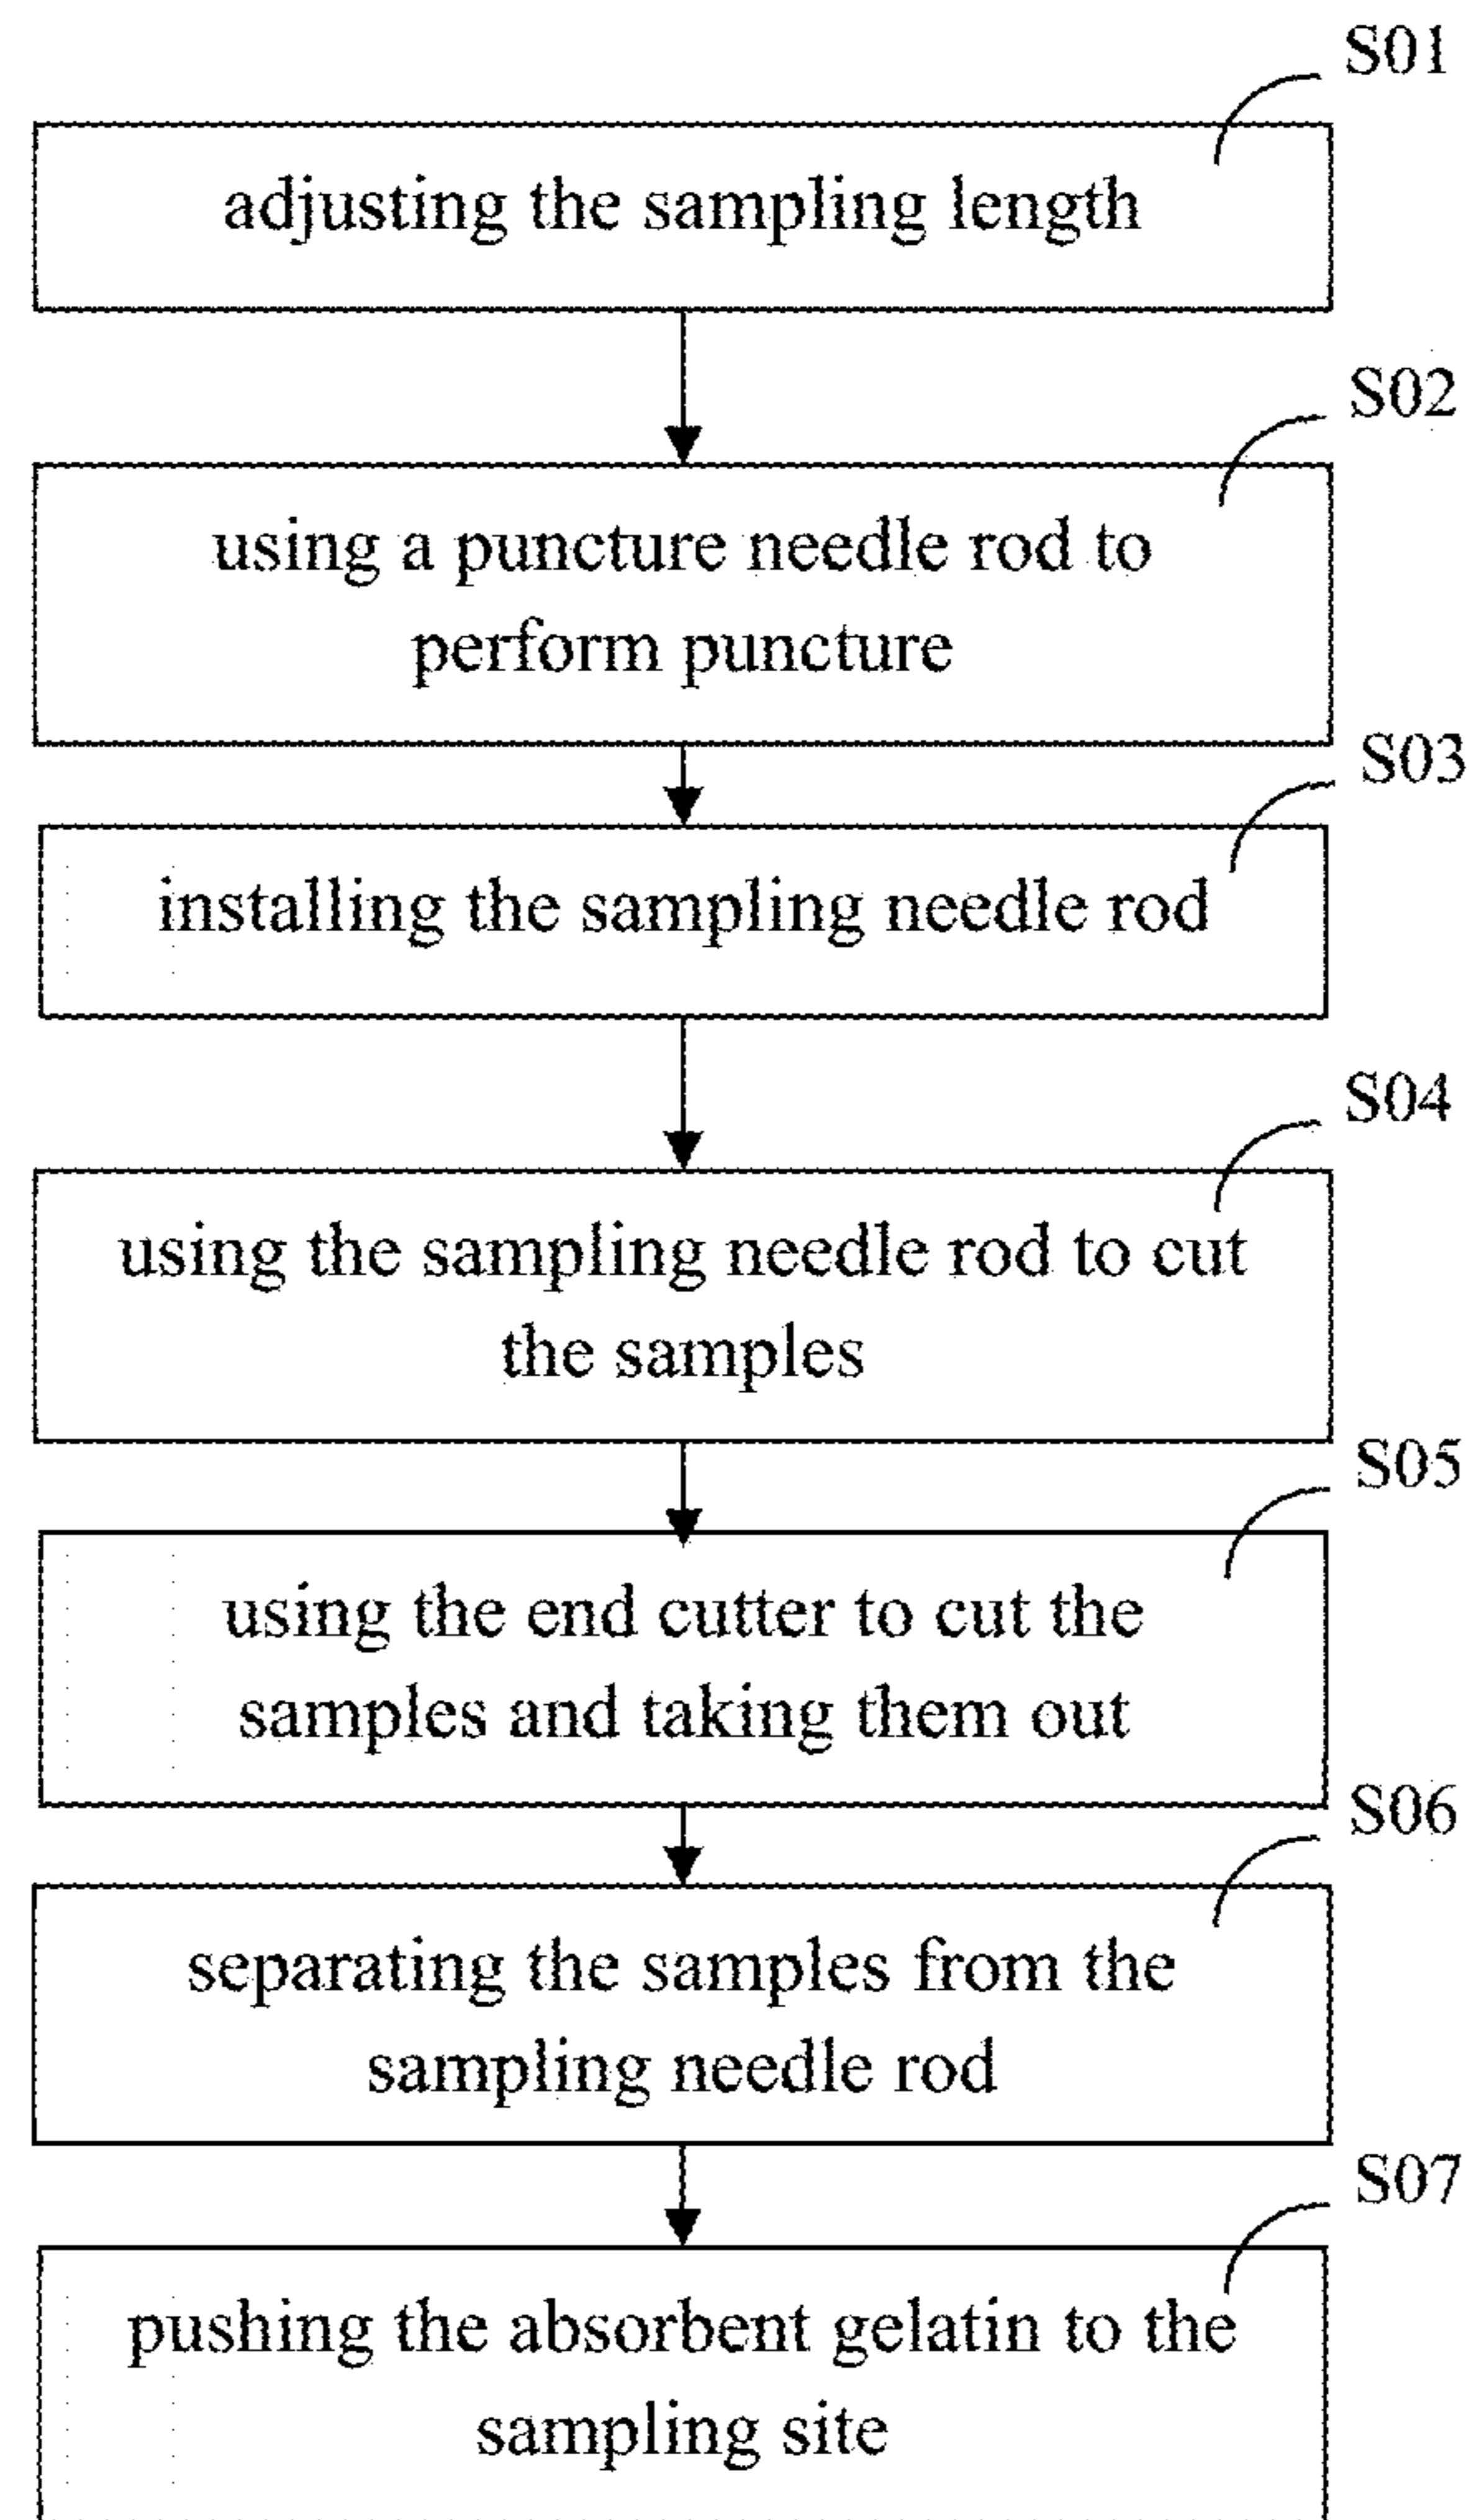 S01
adjusting the sampling length
S02
using a puncture needle rod to
perform puncture
S03
installing the sampling needle rod
S04
using the sampling needle rod to cut
the samples
S05
using the end cutter to cut the
samples and taking them out
S06
separating the samples from the
sampling needle rod
S07
pushing the absorbent gelatin to the
sampling site